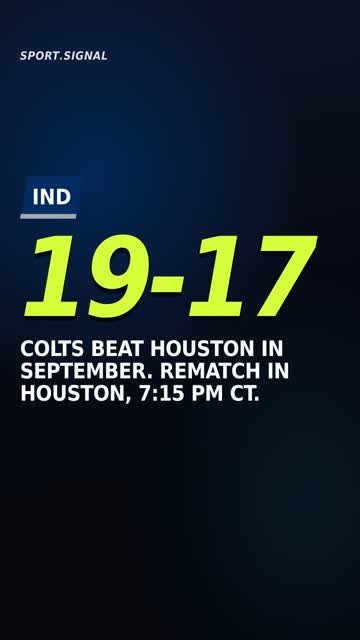 SPORT.SIGNAL
IND
19-17
COLTS BEAT HOUSTON IN
SEPTEMBER. REMATCH IN
HOUSTON, 7:15 PM CT.